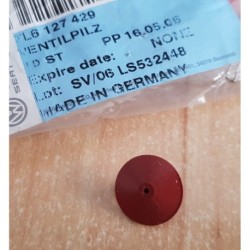 L6 127 429
VENTILPILZ
10 ST PP 16.05.06
Expire date: - NONE
Lot: SV/06 LS532448
MADE IN GERMANY